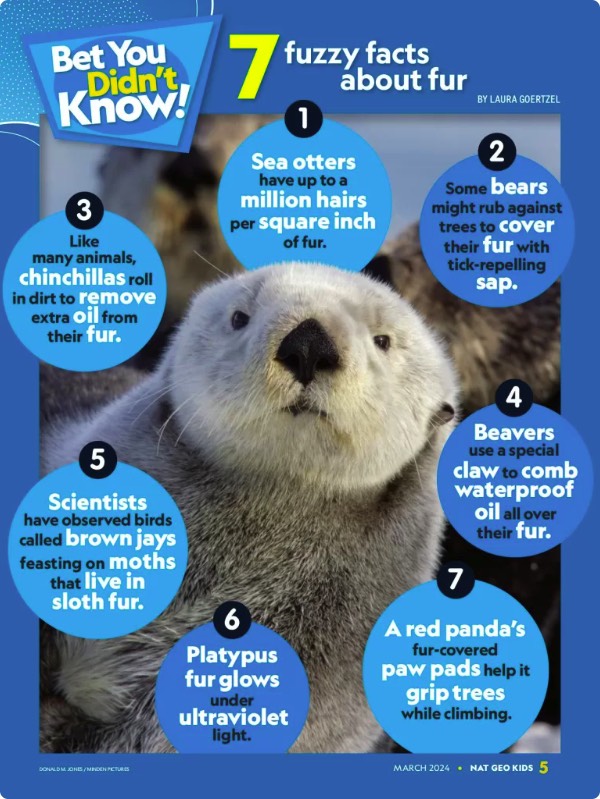 Bet You
Didn't
Know!
7 fuzzy facts
about fur
BY LAURA GOERTZEL
1
Sea otters
have up to a
million hairs
per square inch
of fur.
2
Some bears
might rub against
trees to cover
their fur with
tick-repelling
sap.
3
Like
many animals,
chinchillas roll
in dirt to remove
extra oil from
their fur.
4
Beavers
use a special
claw to comb
waterproof
oil all over
their fur.
5
Scientists
have observed birds
called brown jays
feasting on moths
that live in
sloth fur.
6
Platypus
fur glows
under
ultraviolet
light.
7
A red panda's
fur-covered
paw pads help it
grip trees
while climbing.
DONALD M. JONES / MINDEN PICTURES
MARCH 2024 • NAT GEO KIDS 5